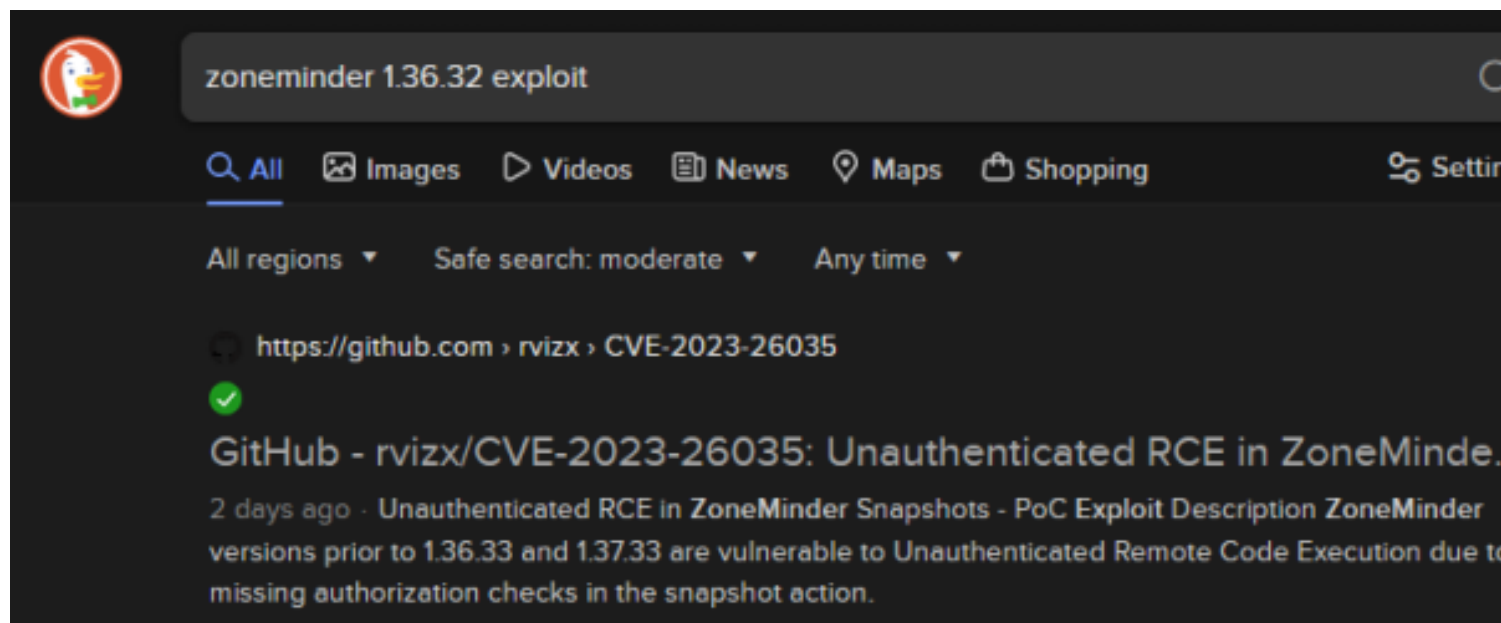 zoneminder 1.36.32 exploit
All Images Videos News Maps Shopping
All regions Safe search: moderate Any time
https://github.com › rvizx › CVE-2023-26035
GitHub - rvizx/CVE-2023-26035: Unauthenticated RCE in ZoneMinde.
2 days ago · Unauthenticated RCE in ZoneMinder Snapshots - PoC Exploit Description ZoneMinder
versions prior to 1.36.33 and 1.37.33 are vulnerable to Unauthenticated Remote Code Execution due to
missing authorization checks in the snapshot action.